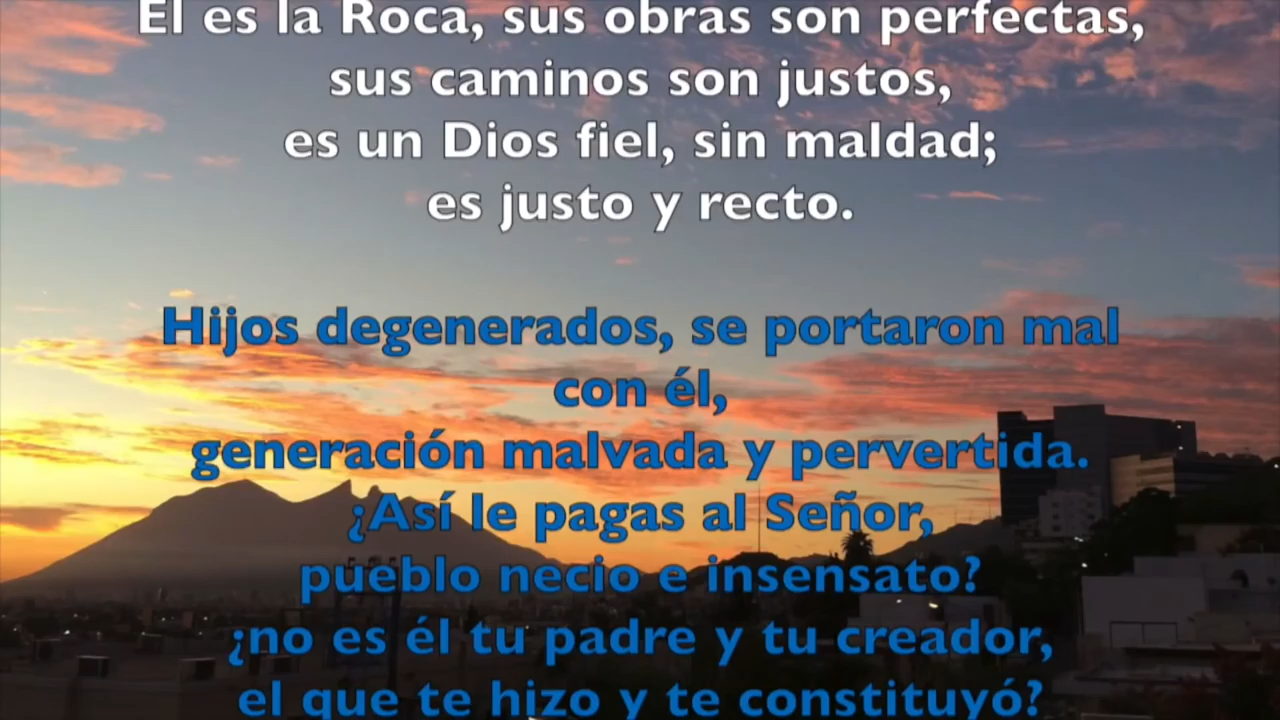 Él es la Roca, sus obras son perfectas,
sus caminos son justos,
es un Dios fiel, sin maldad;
es justo y recto.
Hijos degenerados, se portaron mal
con él,
generación malvada y pervertida.
¿Así le pagas al Señor,
pueblo necio e insensato?
¿no es él tu padre y tu creador,
el que te hizo y te constituyó?